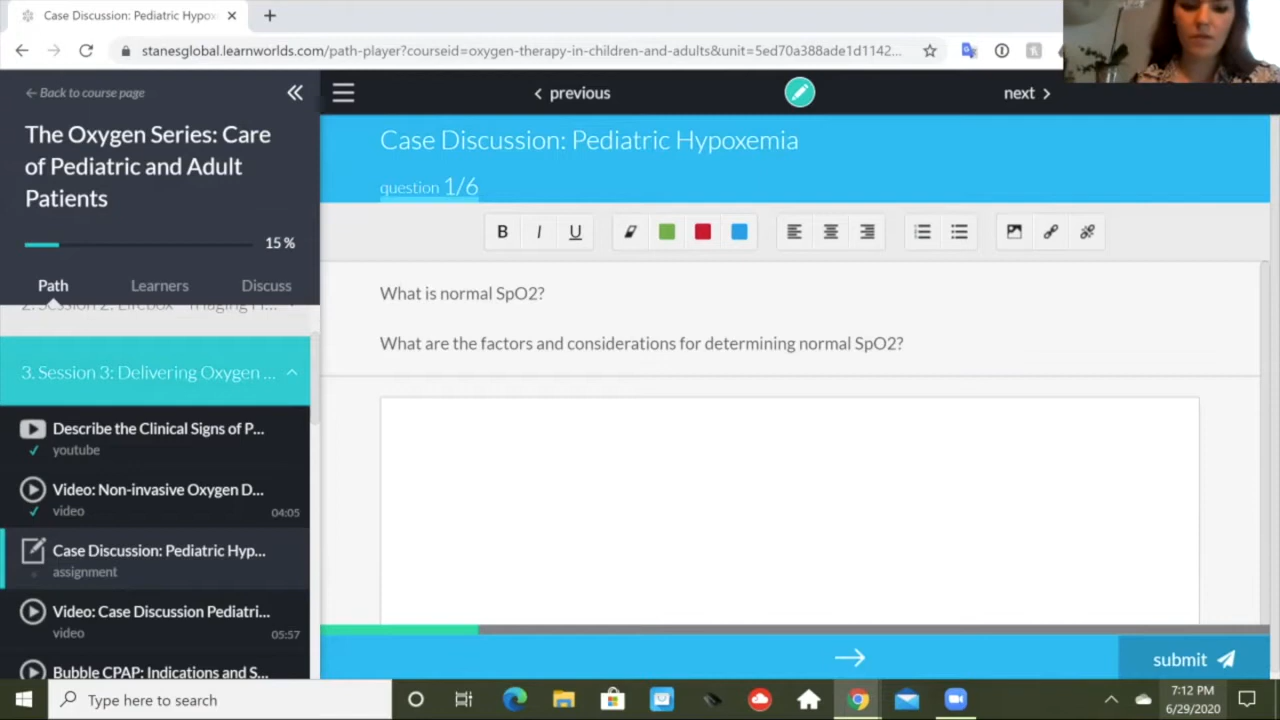 Case Discussion: Pediatric Hypox
stanesglobal.learnworlds.com/path-player?courseid=oxygen-therapy-in-children-and-adults&unit=5ed70a388ade1d1142...
← Back to course page
The Oxygen Series: Care
of Pediatric and Adult
Patients
15 %
Path Learners Discuss
3. Session 3: Delivering Oxygen ...
Describe the Clinical Signs of P...
youtube
Video: Non-invasive Oxygen D...
video 04:05
Case Discussion: Pediatric Hyp...
assignment
Video: Case Discussion Pediatri...
video 05:57
Bubble CPAP: Indications and S...
previous next
Case Discussion: Pediatric Hypoxemia
question 1/6
B I U
What is normal SpO2?
What are the factors and considerations for determining normal SpO2?
submit
Type here to search
7:12 PM
6/29/2020